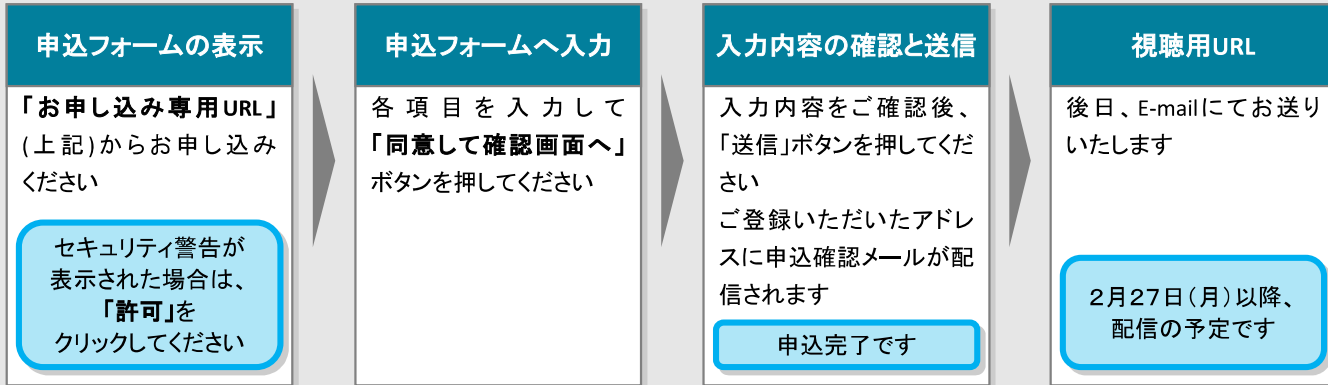 申込フォームの表示
「お申し込み専用URL」
(上記)からお申し込み
ください
セキュリティ警告が
表示された場合は、
「許可」を
クリックしてください
申込フォームへ入力
各項目を入力して
「同意して確認画面へ」
ボタンを押してください
入力内容の確認と送信
入力内容をご確認後、
「送信」ボタンを押してくだ
さい
ご登録いただいたアドレ
スに申込確認メールが配
信されます
申込完了です
視聴用URL
後日、E-mailにてお送り
いたします
２月２７日（月）以降、
配信の予定です